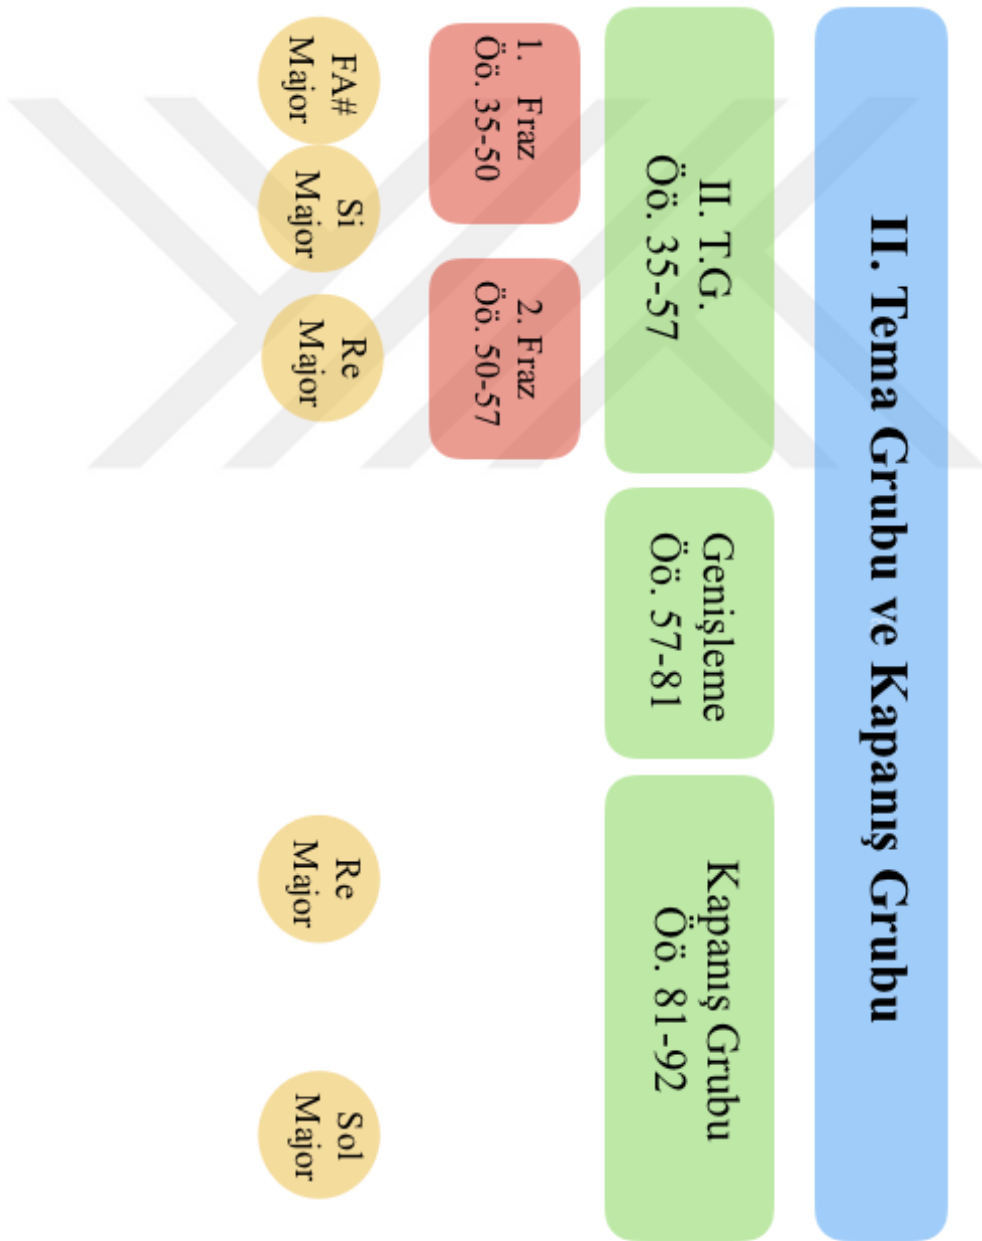 II. Tema Grubu ve Kapanış Grubu
II. T.G.
Öö. 35-57
Genişleme
Öö. 57-81
Kapanış Grubu
Öö. 81-92
1. Fraz
Öö. 35-50
2. Fraz
Öö. 50-57
FA#
Major
Si
Major
Re
Major
Re
Major
Sol
Major